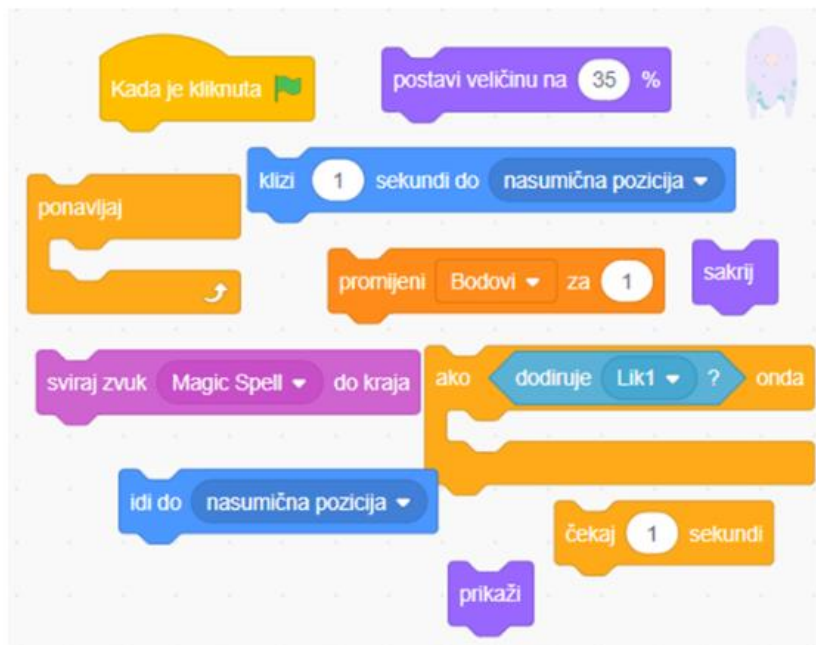 Kada je kliknuta
postavi veličinu na 35 %
klizi 1 sekundi do nasumična pozicija
ponavljaj
promijeni Bodovi za 1
sakrij
sviraj zvuk Magic Spell do kraja
ako dodiruje Lik1 ? onda
idi do nasumična pozicija
čekaj 1 sekundi
prikaži